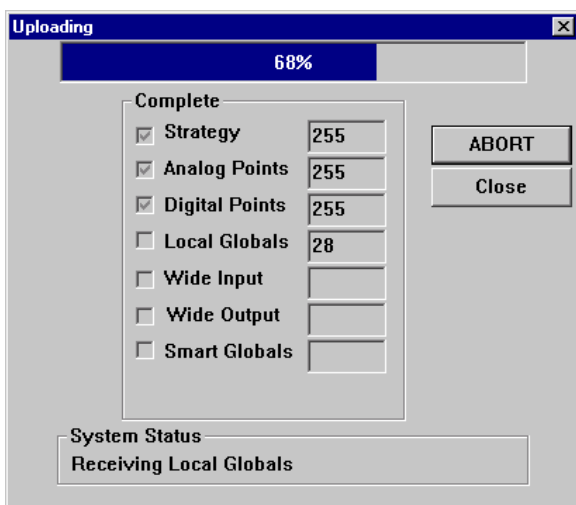 Uploading
68%
Complete
Strategy 255
Analog Points 255
Digital Points 255
Local Globals 28
Wide Input
Wide Output
Smart Globals
ABORT
Close
System Status
Receiving Local Globals